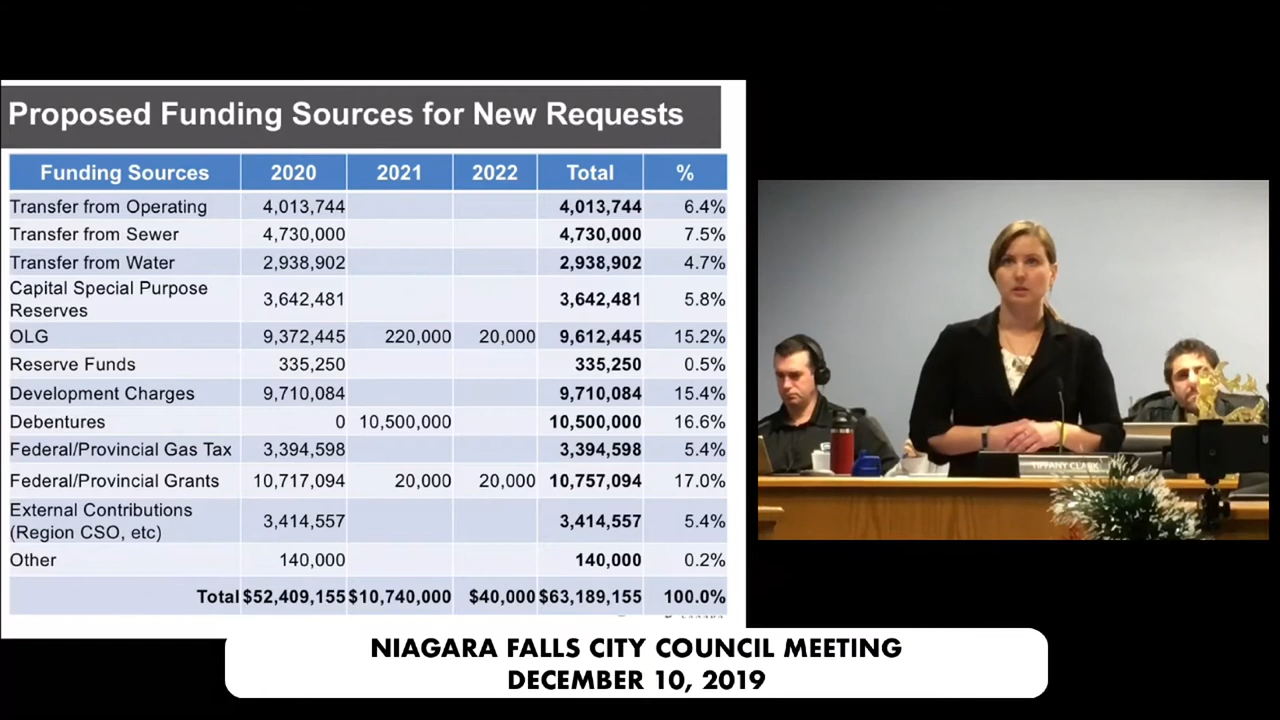 Proposed Funding Sources for New Requests
Funding Sources 2020 2021 2022 Total %
Transfer from Operating 4,013,744 4,013,744 6.4%
Transfer from Sewer 4,730,000 4,730,000 7.5%
Transfer from Water 2,938,902 2,938,902 4.7%
Capital Special Purpose
Reserves 3,642,481 3,642,481 5.8%
OLG 9,372,445 220,000 20,000 9,612,445 15.2%
Reserve Funds 335,250 335,250 0.5%
Development Charges 9,710,084 9,710,084 15.4%
Debentures 0 10,500,000 10,500,000 16.6%
Federal/Provincial Gas Tax 3,394,598 3,394,598 5.4%
Federal/Provincial Grants 10,717,094 20,000 20,000 10,757,094 17.0%
External Contributions
(Region CSO, etc) 3,414,557 3,414,557 5.4%
Other 140,000 140,000 0.2%
Total $52,409,155 $10,740,000 $40,000 $63,189,155 100.0%
TIFFANY CLARK
NIAGARA FALLS CITY COUNCIL MEETING
DECEMBER 10, 2019